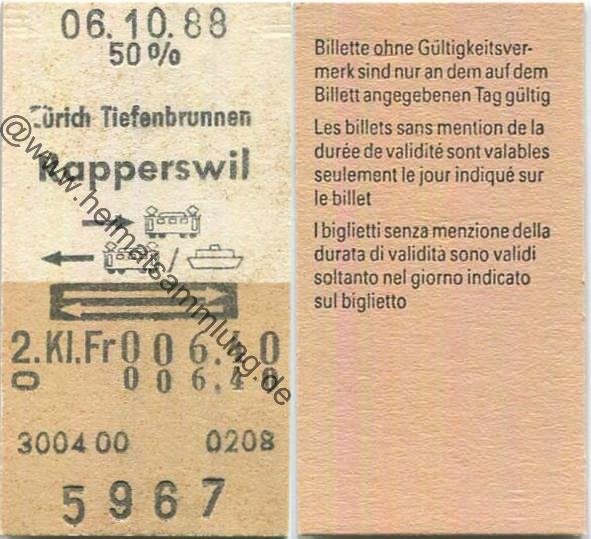 06.10.88
50%
Zürich Tiefenbrunnen
Rapperswil
/
2.Kl.Fr 006.40
0 006.40
300400 0208
5967
@www.heimatsammlung.de
Billette ohne Gültigkeitsver-
merk sind nur an dem auf dem
Billett angegebenen Tag gültig
Les billets sans mention de la
durée de validité sont valables
seulement le jour indiqué sur
le billet
I biglietti senza menzione della
durata di validità sono validi
soltanto nel giorno indicato
sul biglietto